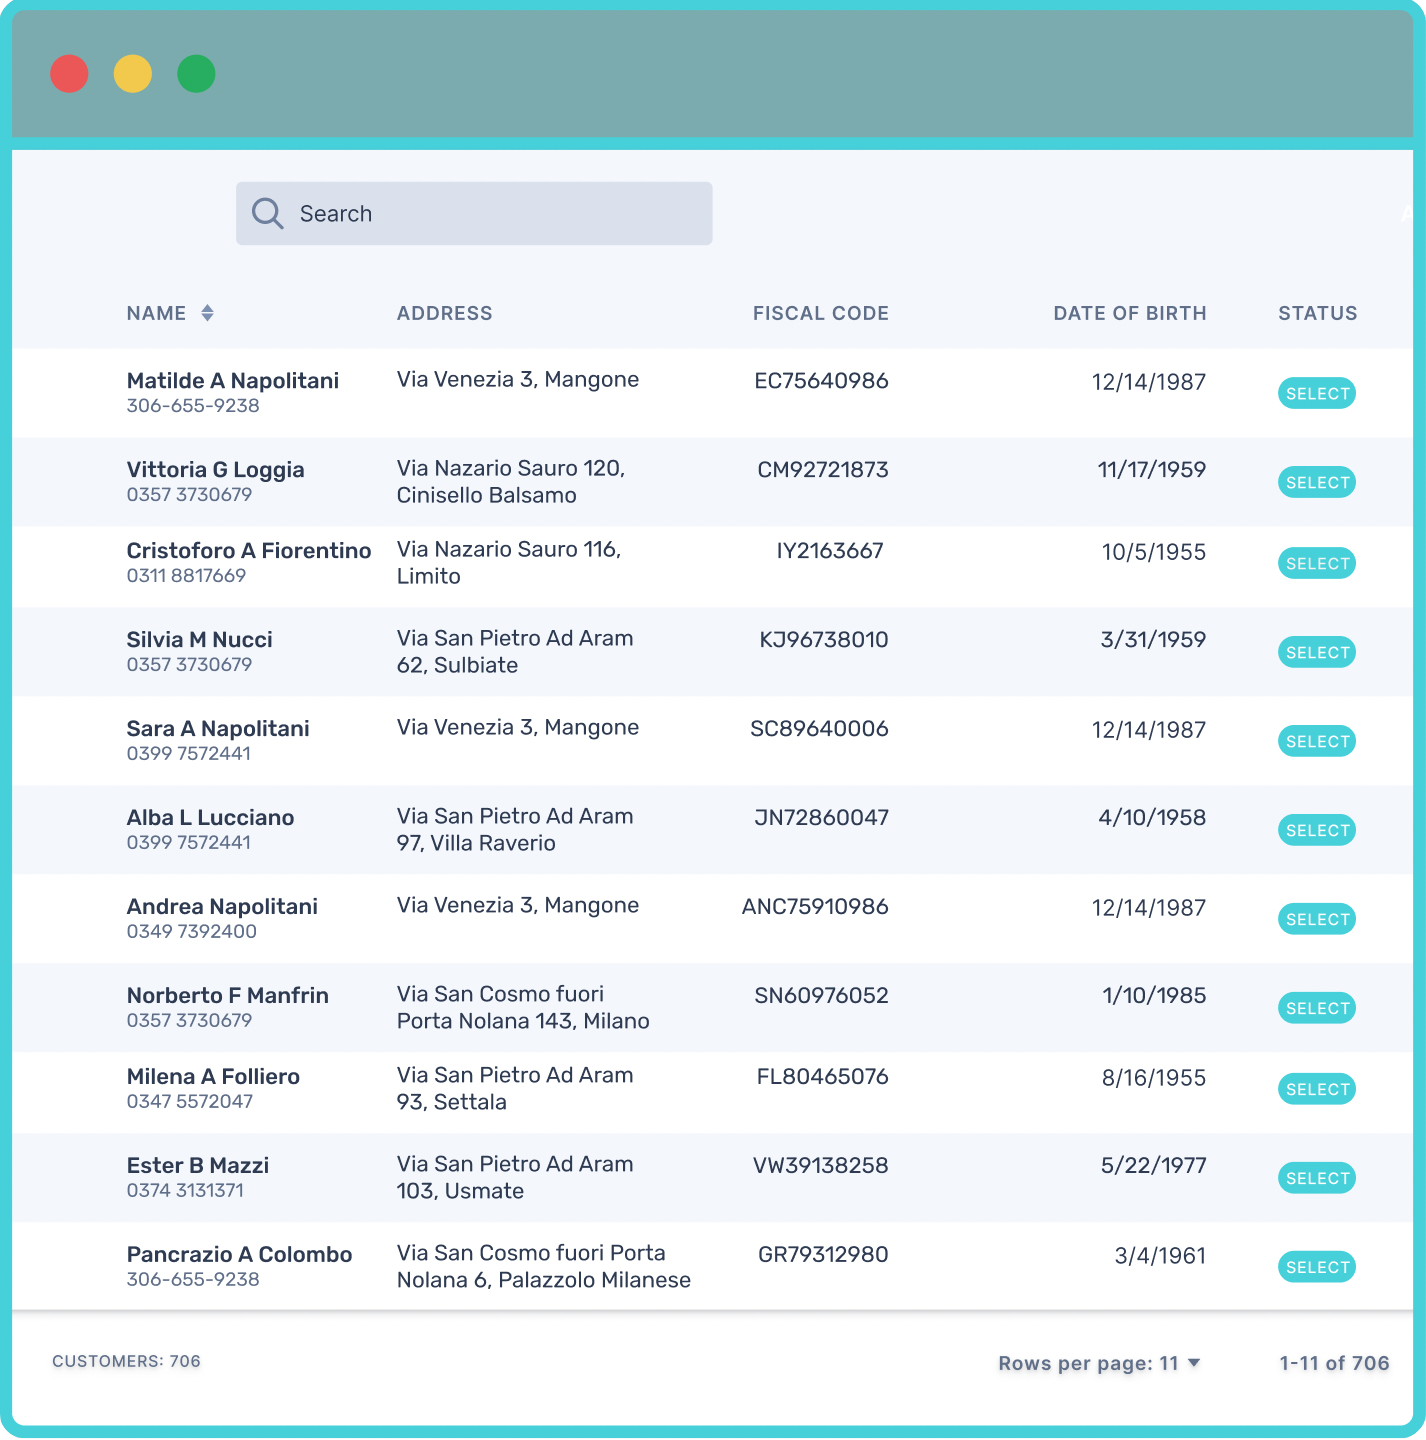 Search
NAME ADDRESS FISCAL CODE DATE OF BIRTH STATUS
Matilde A Napolitani Via Venezia 3, Mangone EC75640986 12/14/1987 SELECT
306-655-9238
Vittoria G Loggia Via Nazario Sauro 120, CM92721873 11/17/1959 SELECT
0357 3730679 Cinisello Balsamo
Cristoforo A Fiorentino Via Nazario Sauro 116, IY2163667 10/5/1955 SELECT
0311 8817669 Limito
Silvia M Nucci Via San Pietro Ad Aram KJ96738010 3/31/1959 SELECT
0357 3730679 62, Sulbiate
Sara A Napolitani Via Venezia 3, Mangone SC89640006 12/14/1987 SELECT
0399 7572441
Alba L Lucciano Via San Pietro Ad Aram JN72860047 4/10/1958 SELECT
0399 7572441 97, Villa Raverio
Andrea Napolitani Via Venezia 3, Mangone ANC75910986 12/14/1987 SELECT
0349 7392400
Norberto F Manfrin Via San Cosmo fuori SN60976052 1/10/1985 SELECT
0357 3730679 Porta Nolana 143, Milano
Milena A Folliero Via San Pietro Ad Aram FL80465076 8/16/1955 SELECT
0347 5572047 93, Settala
Ester B Mazzi Via San Pietro Ad Aram VW39138258 5/22/1977 SELECT
0374 3131371 103, Usmate
Pancrazio A Colombo Via San Cosmo fuori Porta GR79312980 3/4/1961 SELECT
306-655-9238 Nolana 6, Palazzolo Milanese
CUSTOMERS: 706 Rows per page: 11 1-11 of 706